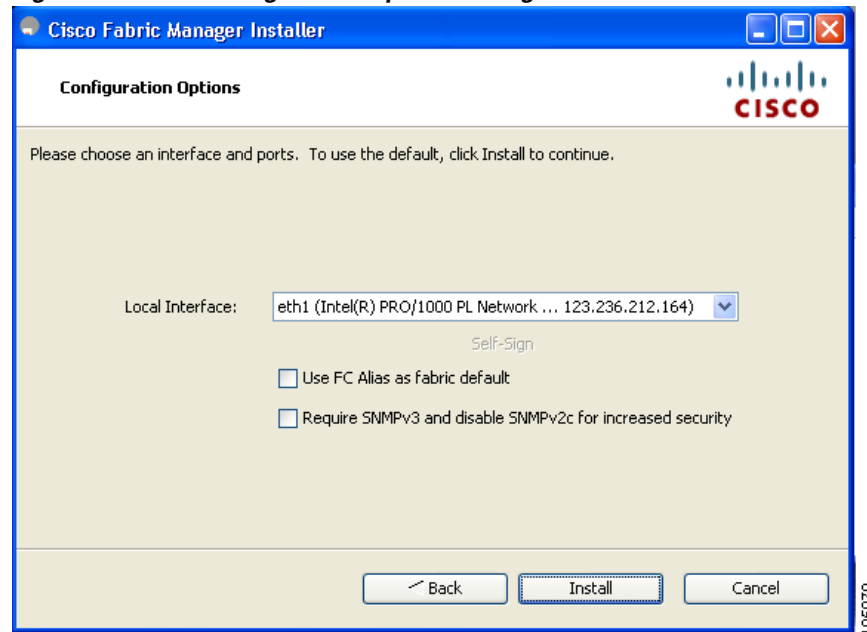 Cisco Fabric Manager Installer
Configuration Options
CISCO
Please choose an interface and ports. To use the default, click Install to continue.
Local Interface: eth1 (Intel(R) PRO/1000 PL Network ... 123.236.212.164)
Self-Sign
Use FC Alias as fabric default
Require SNMPv3 and disable SNMPv2c for increased security
Back Install Cancel